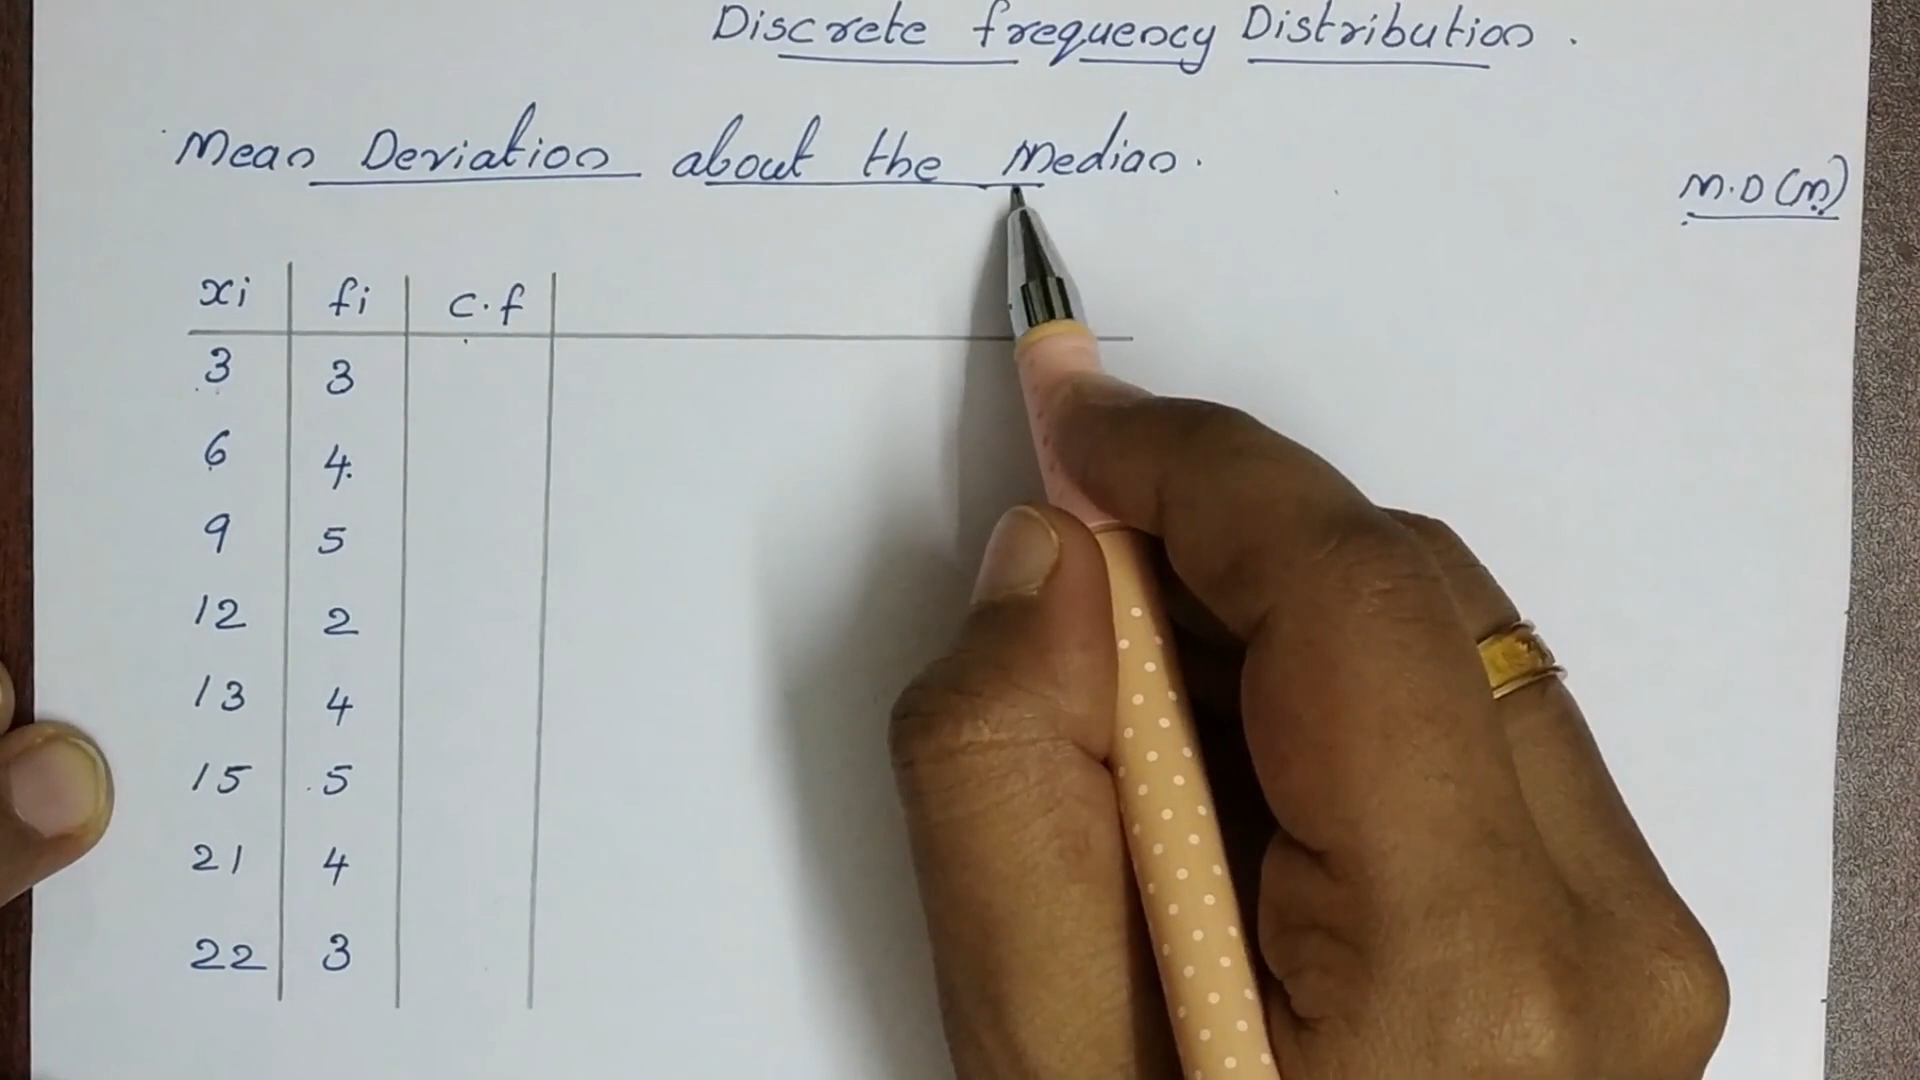 Discrete frequency Distribution.
Mean Deviation about the Median.
M.D(M)
xi fi c.f
3 3
6 4
9 5
12 2
13 4
15 5
21 4
22 3